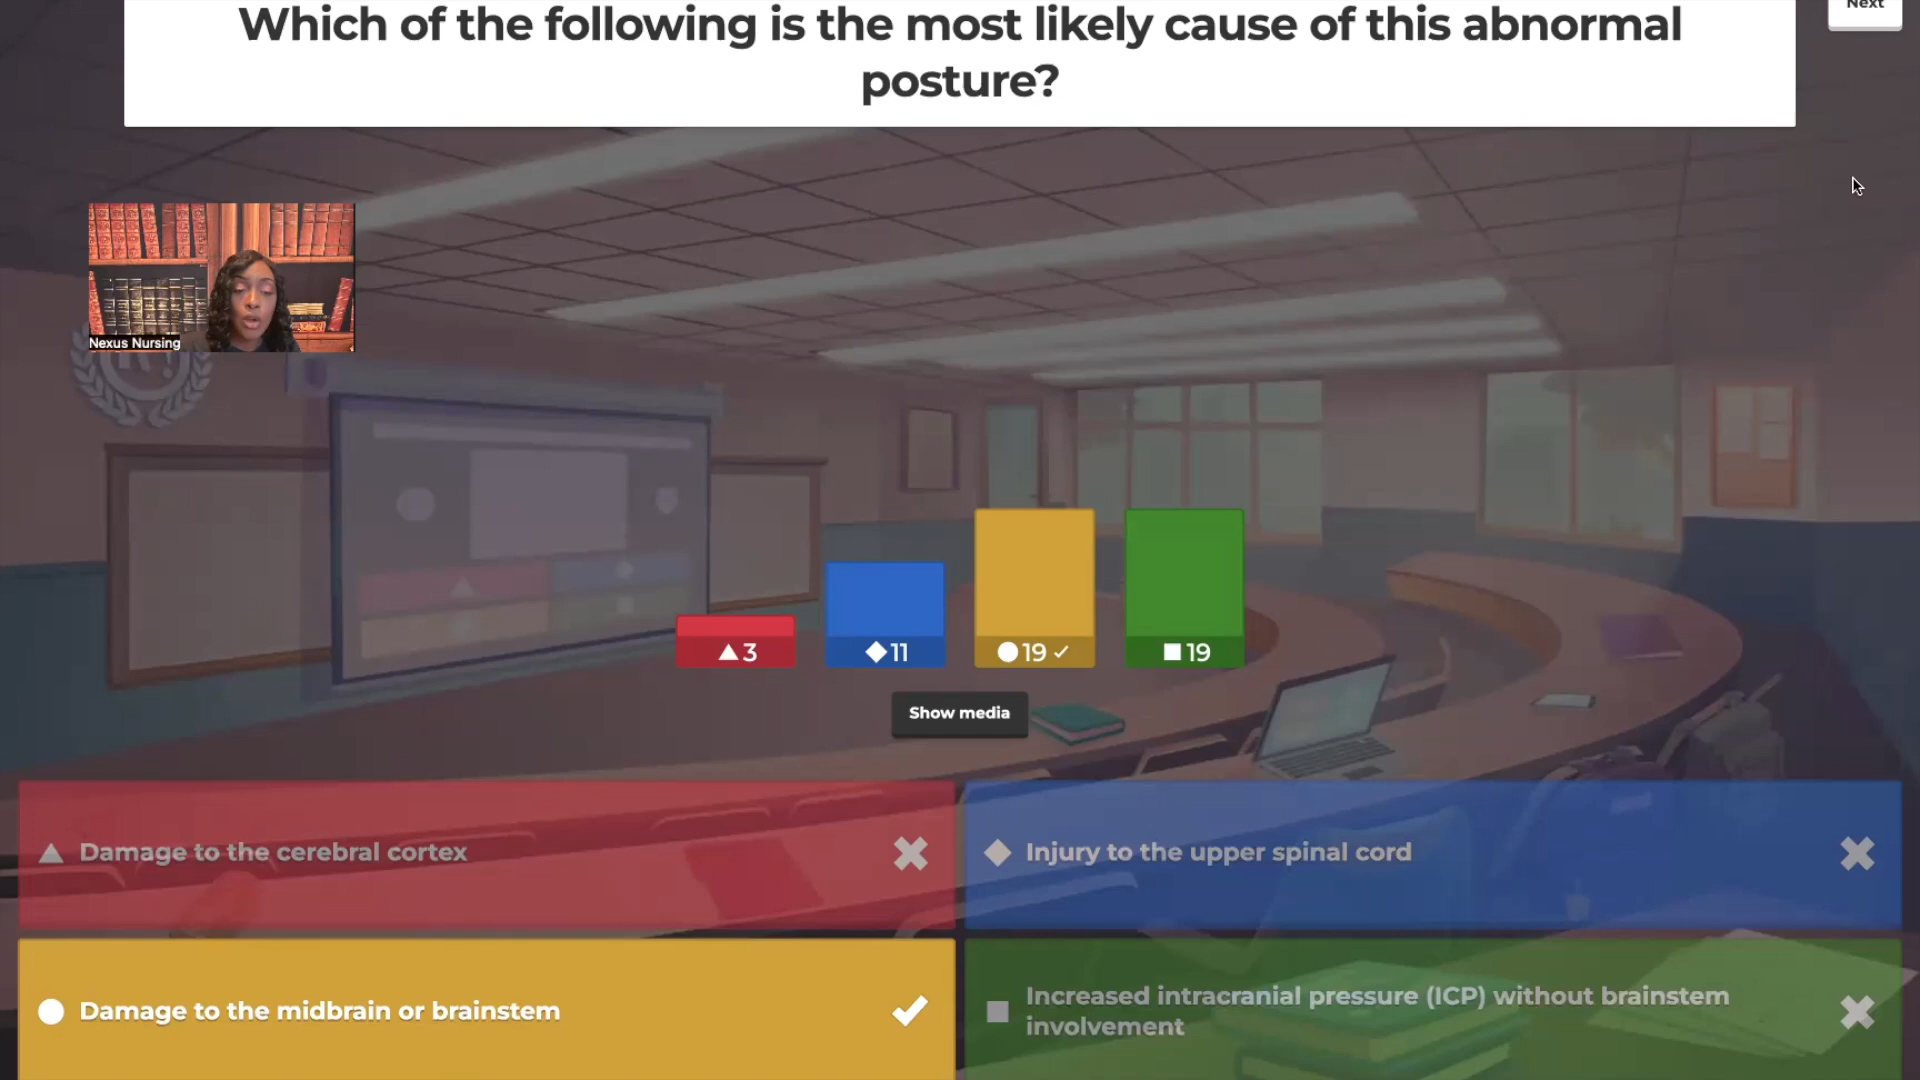 Which of the following is the most likely cause of this abnormal
posture?
Next
Nexus Nursing
3
11
19
19
Show media
Damage to the cerebral cortex
Injury to the upper spinal cord
Damage to the midbrain or brainstem
Increased intracranial pressure (ICP) without brainstem
involvement